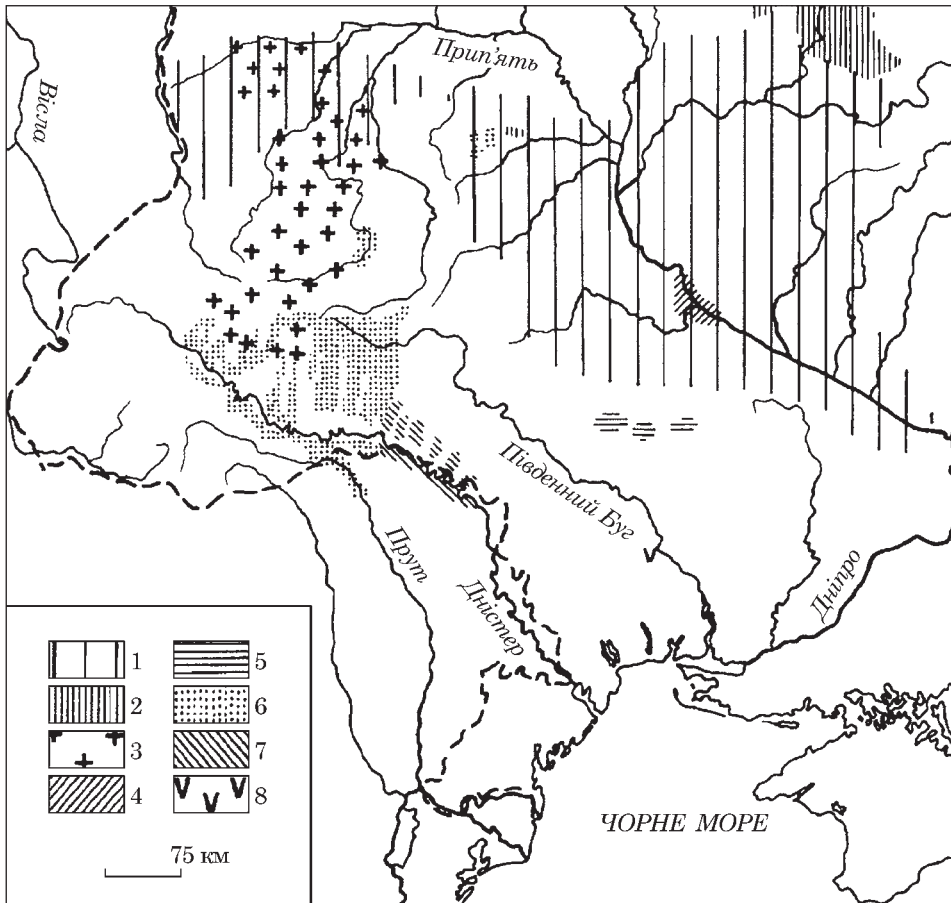 Вісла
Прип'ять
Південний Буг
Прут
Дністер
Дніпро
ЧОРНЕ МОРЕ
1
2
3
4
5
6
7
8
75 км